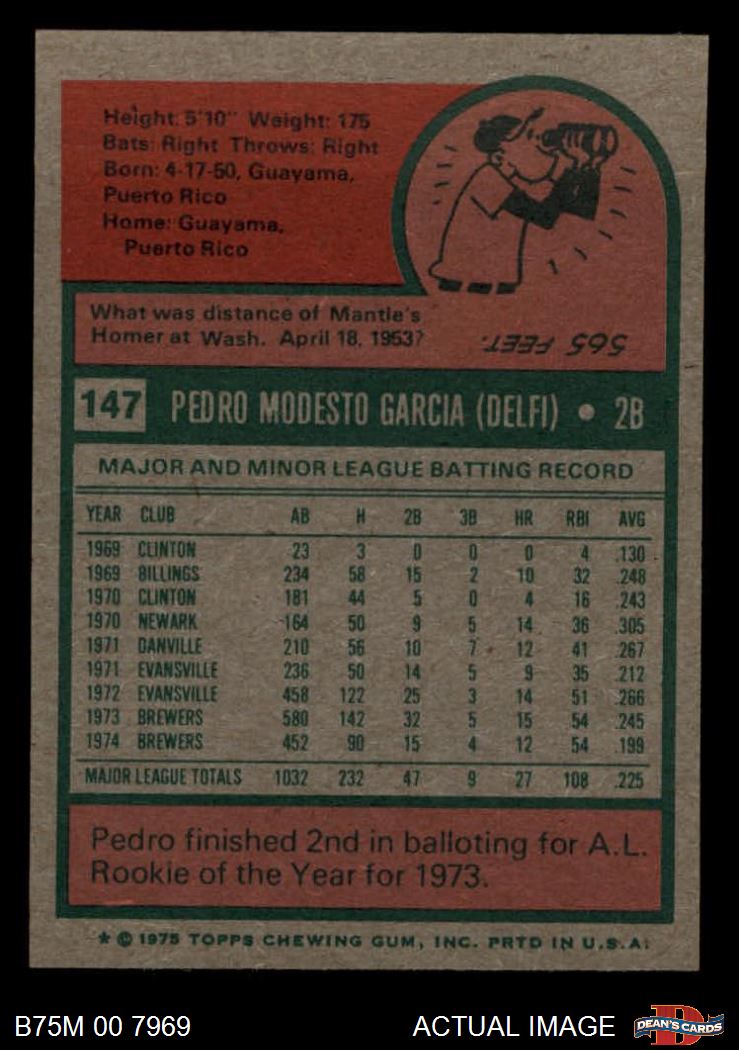 Height: 5'10" Weight: 175
Bats: Right Throws: Right
Born: 4-17-50, Guayama,
Puerto Rico
Home: Guayama,
Puerto Rico
What was distance of Mantle's
Homer at Wash. April 18, 1953?
565 FEET.
147 PEDRO MODESTO GARCIA (DELFI) • 2B
MAJOR AND MINOR LEAGUE BATTING RECORD
YEAR CLUB AB H 2B 3B HR RBI AVG
1969 CLINTON 23 3 0 0 0 4 .130
1969 BILLINGS 234 58 15 2 10 32 .248
1970 CLINTON 181 44 5 0 4 16 .243
1970 NEWARK 164 50 9 5 14 36 .305
1971 DANVILLE 210 56 10 7 12 41 .267
1971 EVANSVILLE 236 50 14 5 9 35 .212
1972 EVANSVILLE 458 122 25 3 14 51 .266
1973 BREWERS 580 142 32 5 15 54 .245
1974 BREWERS 452 90 15 4 12 54 .199
MAJOR LEAGUE TOTALS 1032 232 47 9 27 108 .225
Pedro finished 2nd in balloting for A.L.
Rookie of the Year for 1973.
* © 1975 TOPPS CHEWING GUM, INC. PRTD IN U.S.A.
B75M 00 7969 ACTUAL IMAGE
D
DEAN'S CARDS